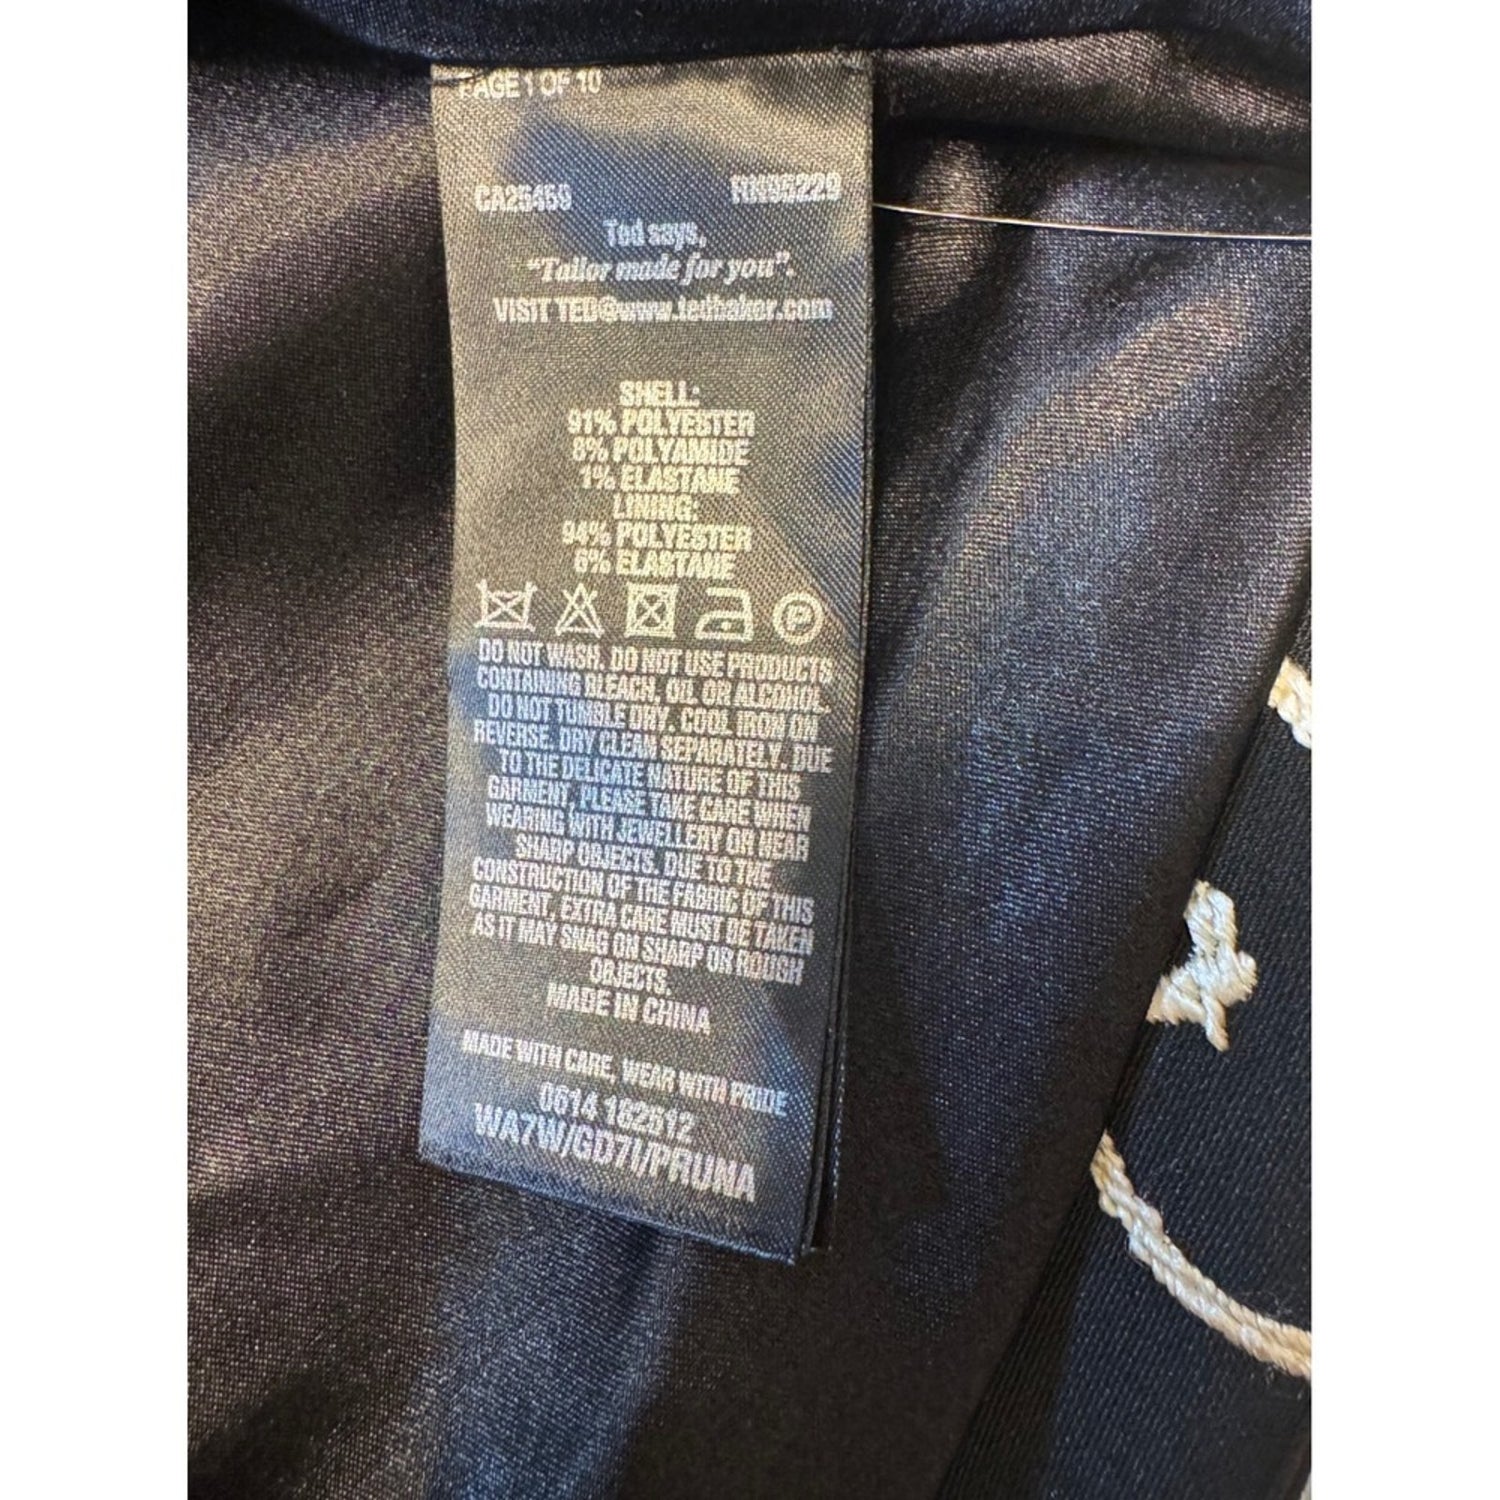 PAGE 1 OF 10
CA25459 RN95229
Ted says,
"Tailor made for you".
VISIT TED@www.tedbaker.com
SHELL:
91% POLYESTER
8% POLYAMIDE
1% ELASTANE
LINING:
94% POLYESTER
6% ELASTANE
P
DO NOT WASH. DO NOT USE PRODUCTS
CONTAINING BLEACH, OIL OR ALCOHOL.
DO NOT TUMBLE DRY. COOL IRON ON
REVERSE. DRY CLEAN SEPARATELY. DUE
TO THE DELICATE NATURE OF THIS
GARMENT, PLEASE TAKE CARE WHEN
WEARING WITH JEWELLERY OR NEAR
SHARP OBJECTS. DUE TO THE
CONSTRUCTION OF THE FABRIC OF THIS
GARMENT, EXTRA CARE MUST BE TAKEN
AS IT MAY SNAG ON SHARP OR ROUGH
OBJECTS.
MADE IN CHINA
MADE WITH CARE, WEAR WITH PRIDE
0614 162612
WA7W/GD7I/PRUNA